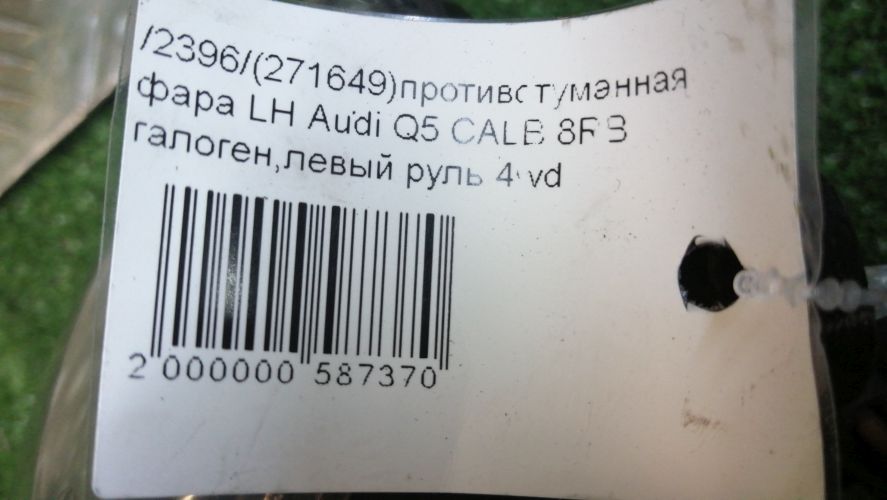 /2396/(271649)противотуманная
фара LH Audi Q5 CALB 8RB
галоген,левый руль 4wd
2 000000 587370